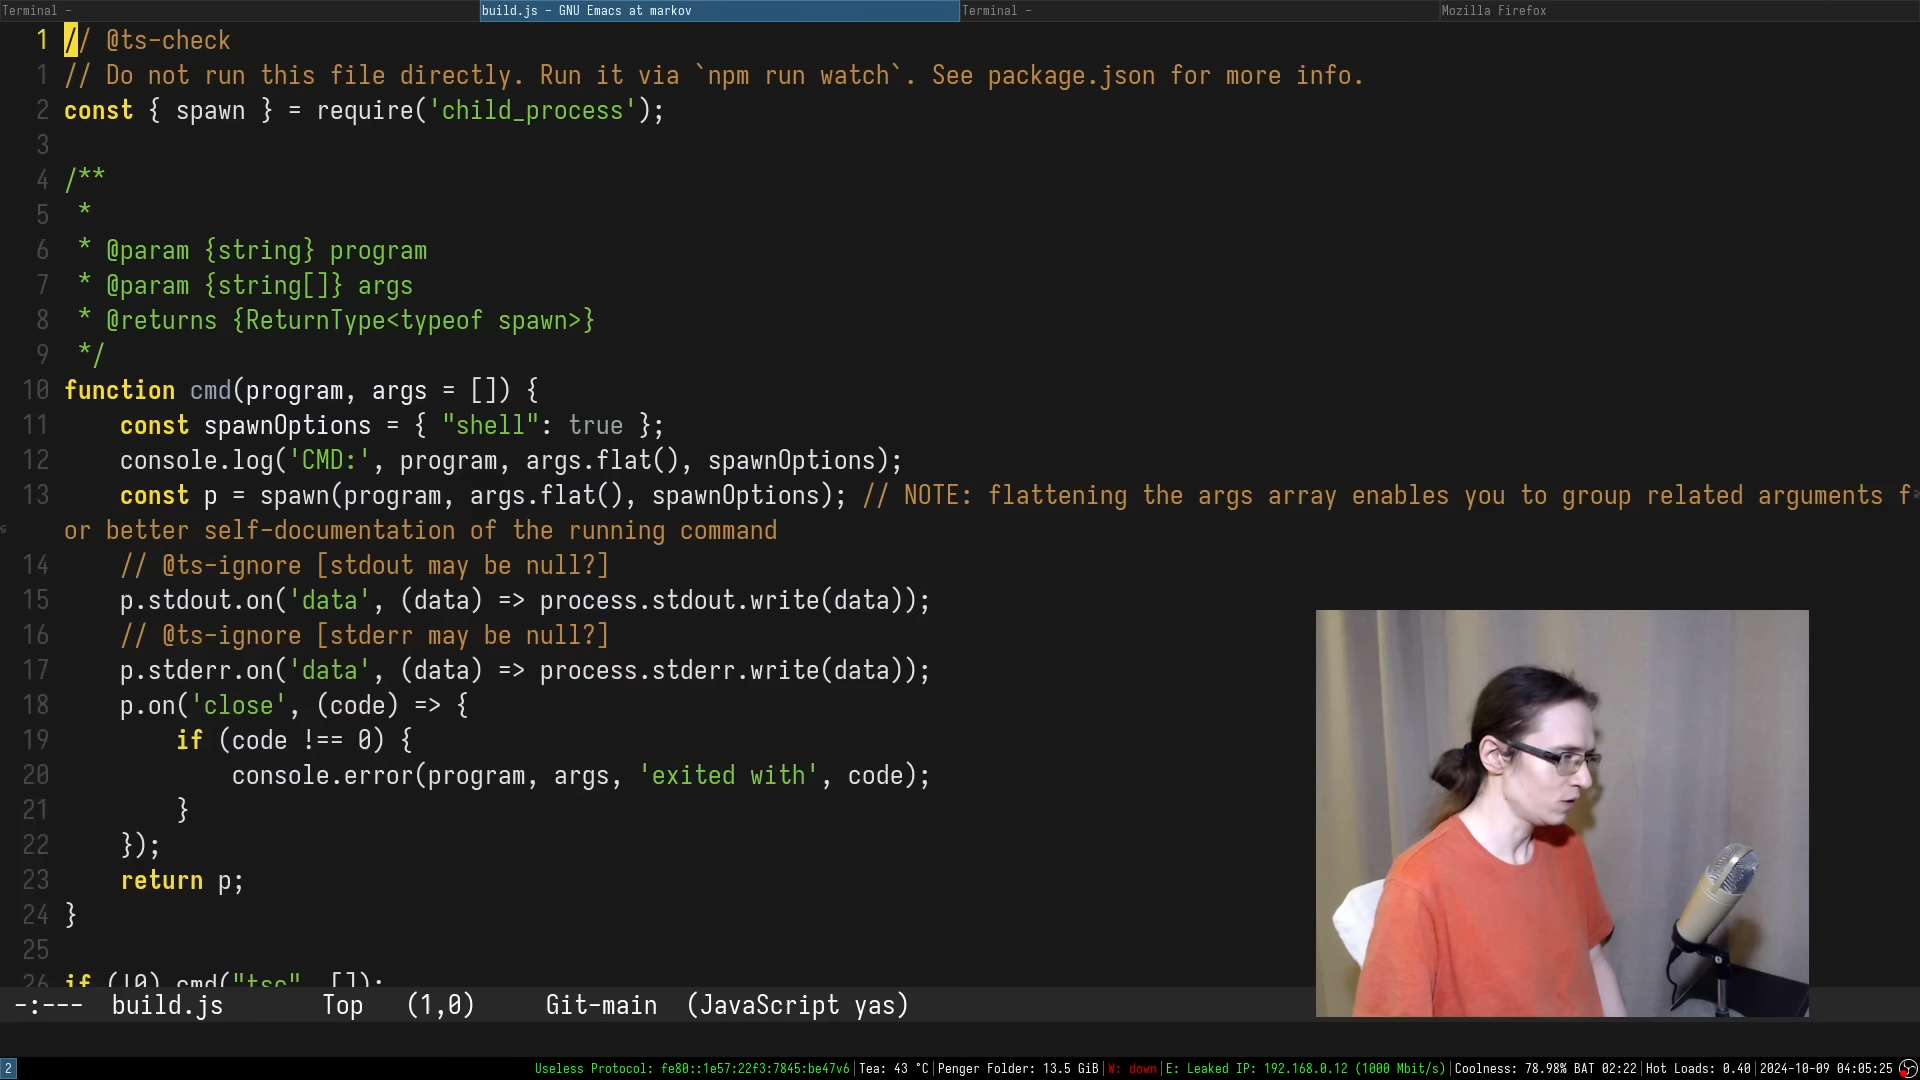 Terminal - build.js - GNU Emacs at markov Terminal - Mozilla Firefox
1 // @ts-check
1 // Do not run this file directly. Run it via `npm run watch`. See package.json for more info.
2 const { spawn } = require('child_process');
3
4 /**
5  *
6  * @param {string} program
7  * @param {string[]} args
8  * @returns {ReturnType<typeof spawn>}
9  */
10 function cmd(program, args = []) {
11     const spawnOptions = { "shell": true };
12     console.log('CMD:', program, args.flat(), spawnOptions);
13     const p = spawn(program, args.flat(), spawnOptions); // NOTE: flattening the args array enables you to group related arguments f
or better self-documentation of the running command
14     // @ts-ignore [stdout may be null?]
15     p.stdout.on('data', (data) => process.stdout.write(data));
16     // @ts-ignore [stderr may be null?]
17     p.stderr.on('data', (data) => process.stderr.write(data));
18     p.on('close', (code) => {
19         if (code !== 0) {
20             console.error(program, args, 'exited with', code);
21         }
22     });
23     return p;
24 }
25
26 if (!0) cmd("tsc", []);
-:--- build.js Top (1,0) Git-main (JavaScript yas)
2 Useless Protocol: fe80::1e57:22f3:7845:be47%6|Tea: 43 °C|Penger Folder: 13.5 GiB|W: down|E: Leaked IP: 192.168.0.12 (1000 Mbit/s)|Coolness: 78.98% BAT 02:22|Hot Loads: 0.40|2024-10-09 04:05:25